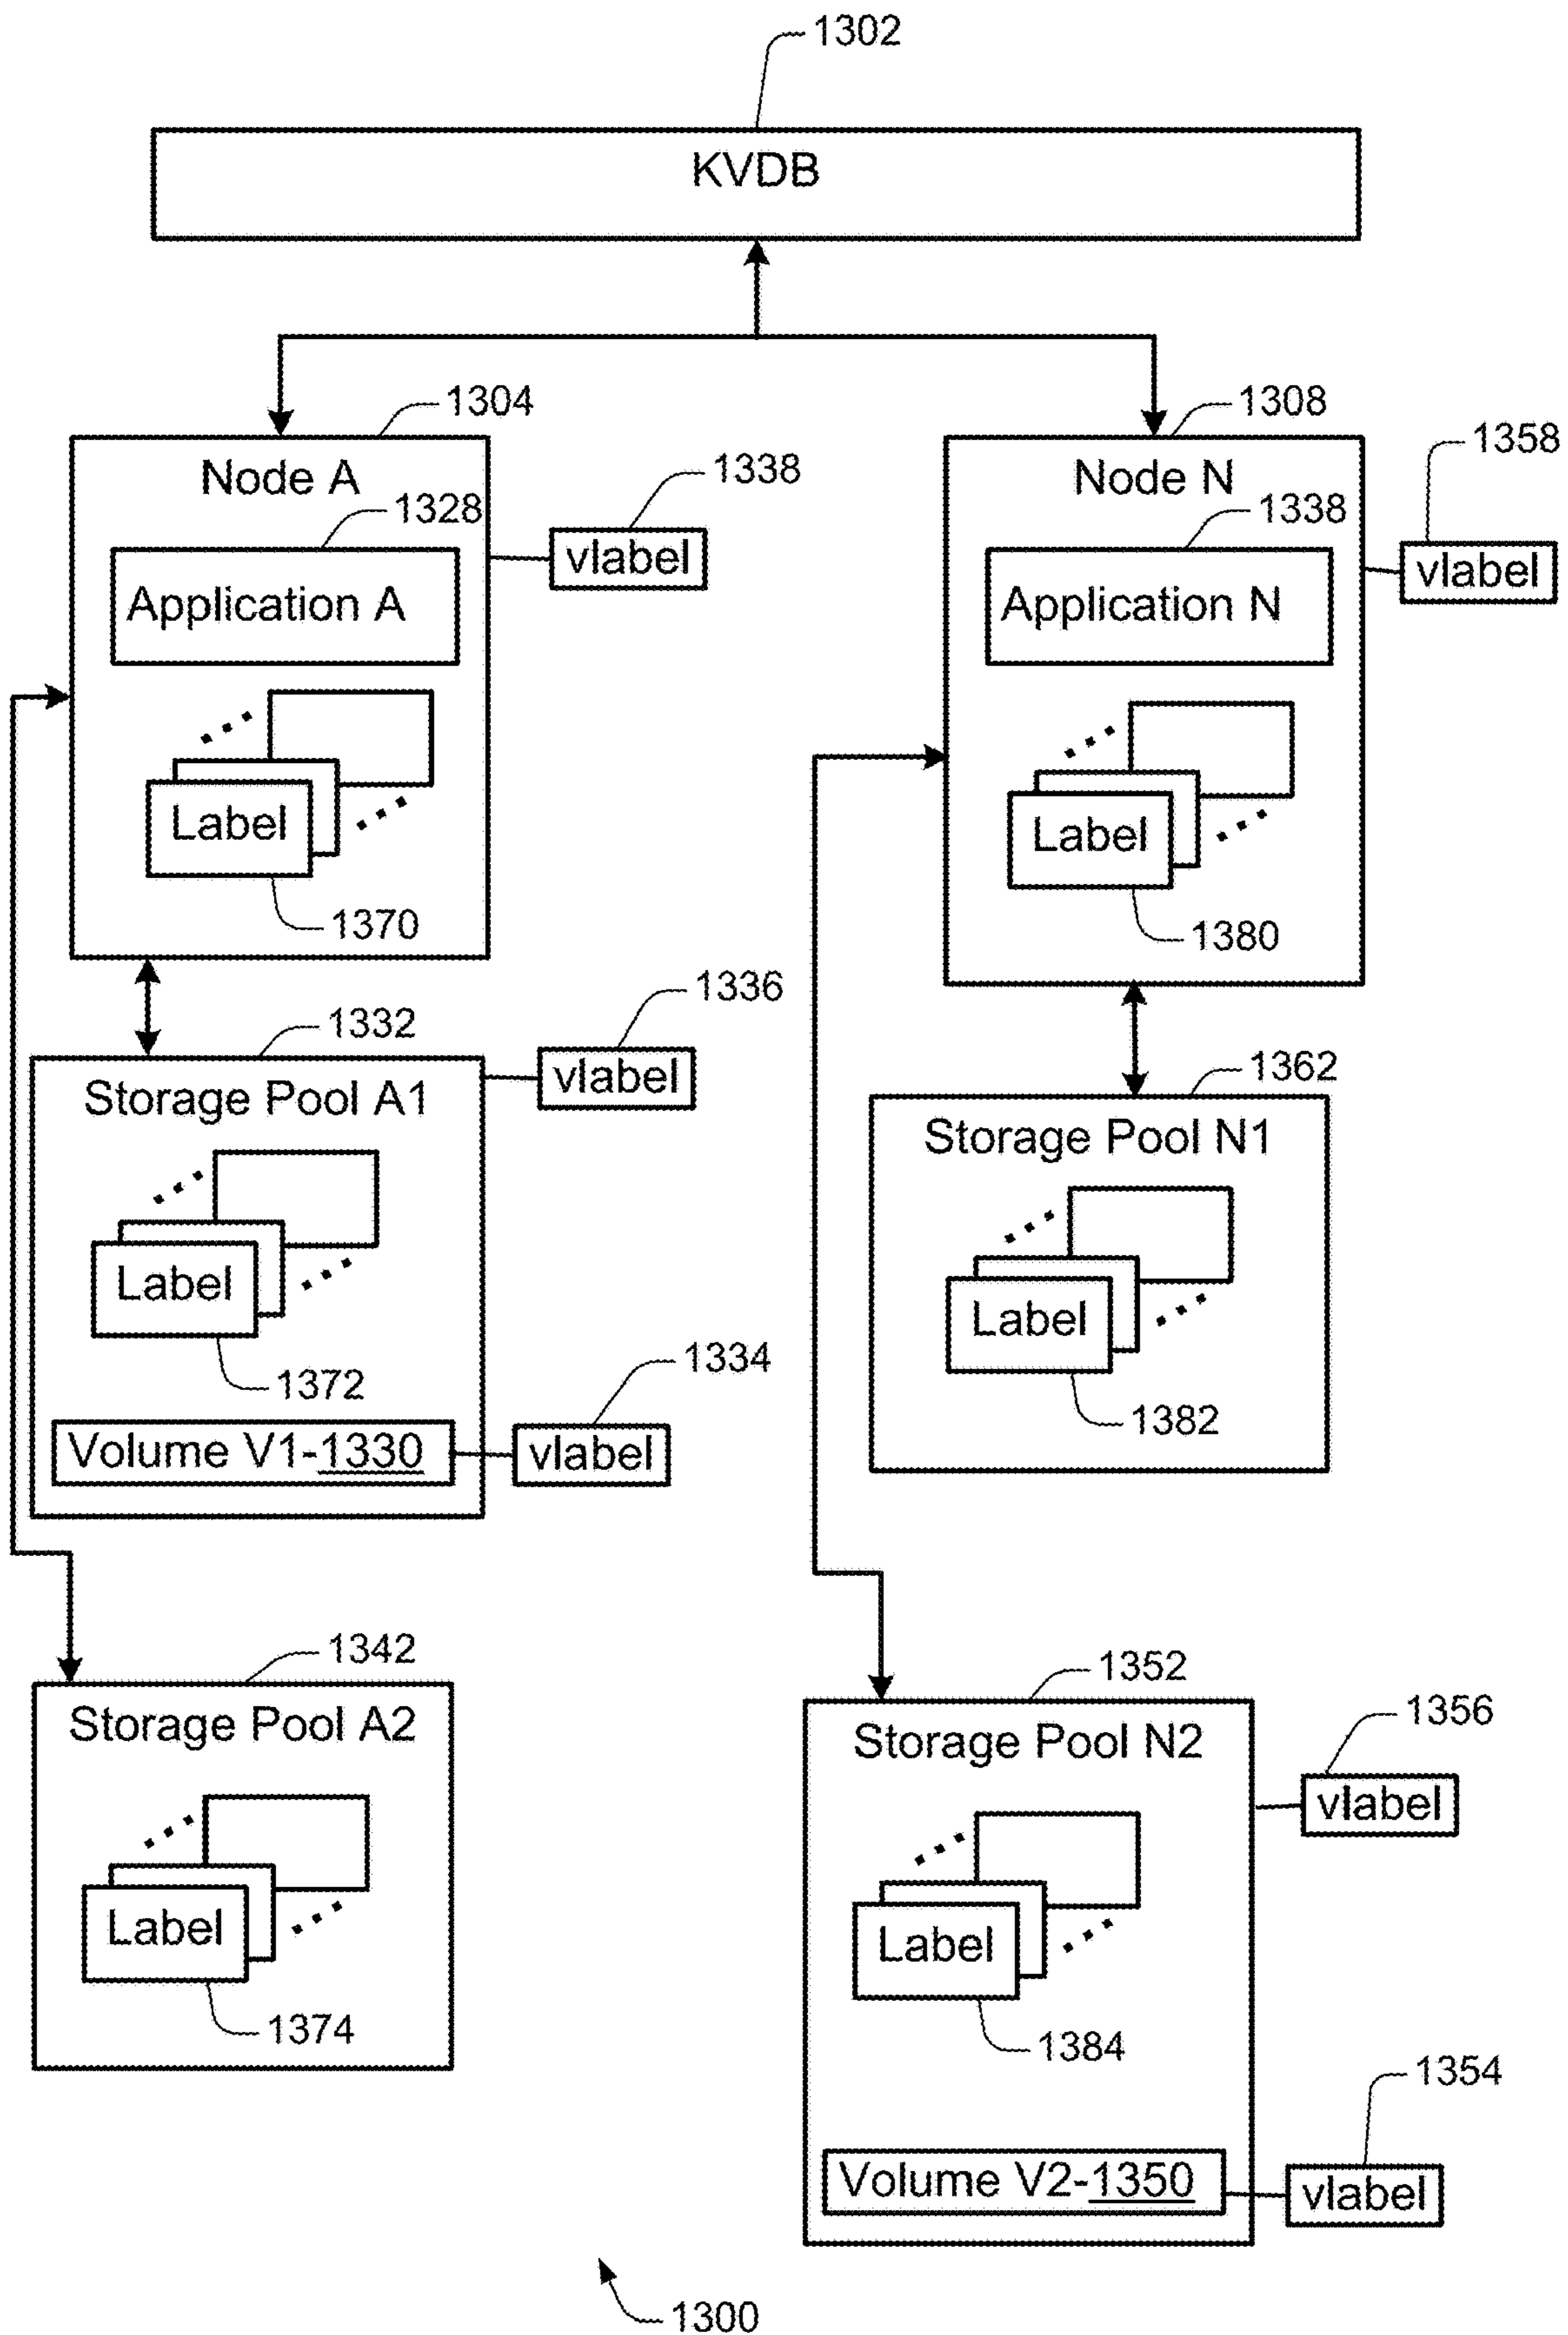 1302
KVDB
1304
1308
1358
Node A
1338
Node N
1328
1338
vlabel
vlabel
Application A
Application N
Label
Label
1370
1380
1336
1332
vlabel
1362
Storage Pool A1
Storage Pool N1
Label
Label
1334
1372
1382
Volume V1-1330
vlabel
1342
1352
1356
Storage Pool A2
Storage Pool N2
vlabel
Label
Label
1374
1384
1354
Volume V2-1350
vlabel
1300